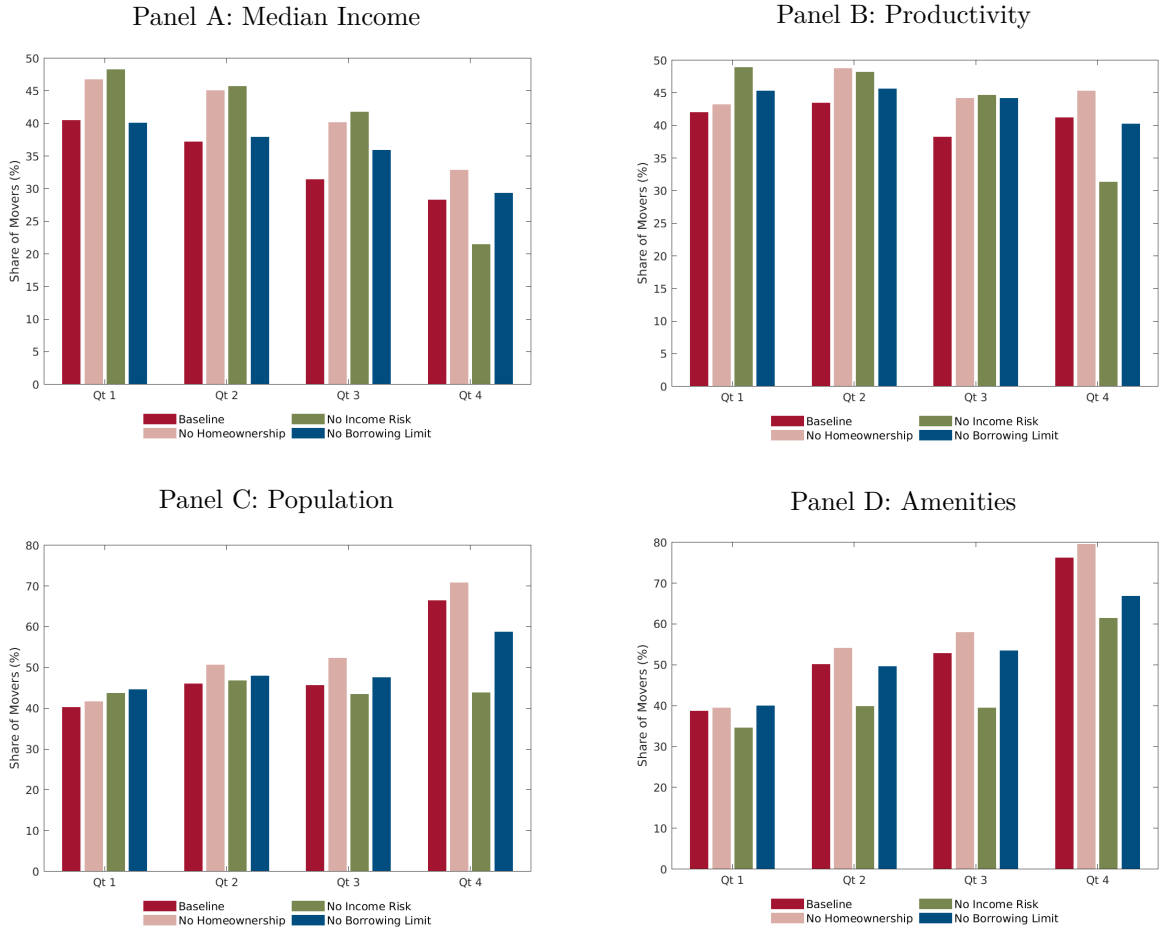 Panel A: Median Income
Share of Movers (%)
50
45
40
35
30
25
20
15
10
5
0
Qt 1 Qt 2 Qt 3 Qt 4
Baseline No Income Risk
No Homeownership No Borrowing Limit
Panel B: Productivity
Share of Movers (%)
50
45
40
35
30
25
20
15
10
5
0
Qt 1 Qt 2 Qt 3 Qt 4
Baseline No Income Risk
No Homeownership No Borrowing Limit
Panel C: Population
Share of Movers (%)
80
70
60
50
40
30
20
10
0
Qt 1 Qt 2 Qt 3 Qt 4
Baseline No Income Risk
No Homeownership No Borrowing Limit
Panel D: Amenities
Share of Movers (%)
80
70
60
50
40
30
20
10
0
Qt 1 Qt 2 Qt 3 Qt 4
Baseline No Income Risk
No Homeownership No Borrowing Limit